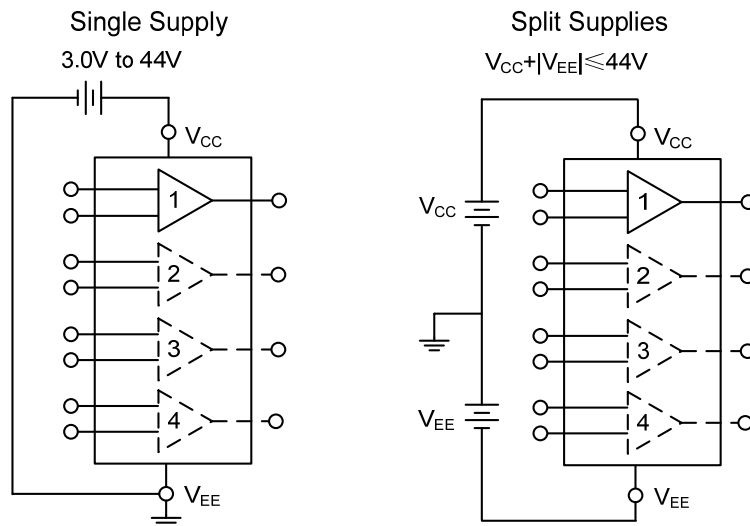 Single Supply
3.0V to 44V
VCC
1
2
3
4
VEE
Split Supplies
VCC+|VEE|≤44V
VCC
VCC
1
2
3
4
VEE
VEE